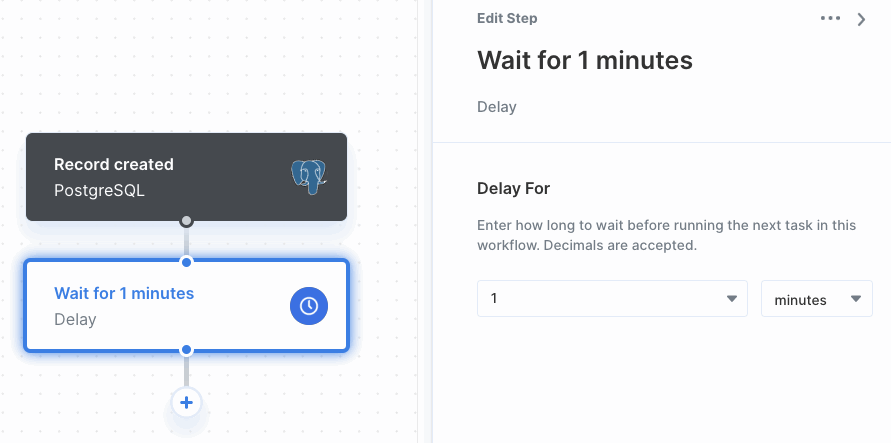 Record created
PostgreSQL
Wait for 1 minutes
Delay
Edit Step
Wait for 1 minutes
Delay
Delay For
Enter how long to wait before running the next task in this
workflow. Decimals are accepted.
1
minutes